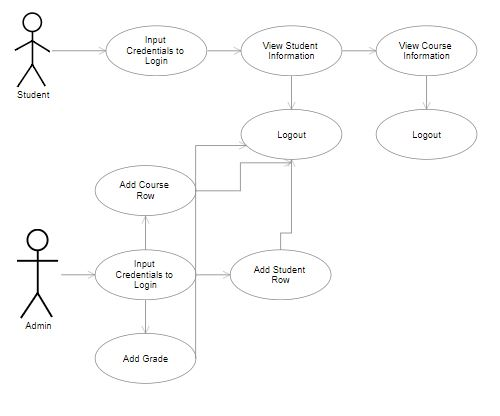 Input
Credentials to
Login
View Student
Information
View Course
Information
Student
Logout
Logout
Add Course
Row
Input
Credentials to
Login
Add Student
Row
Admin
Add Grade